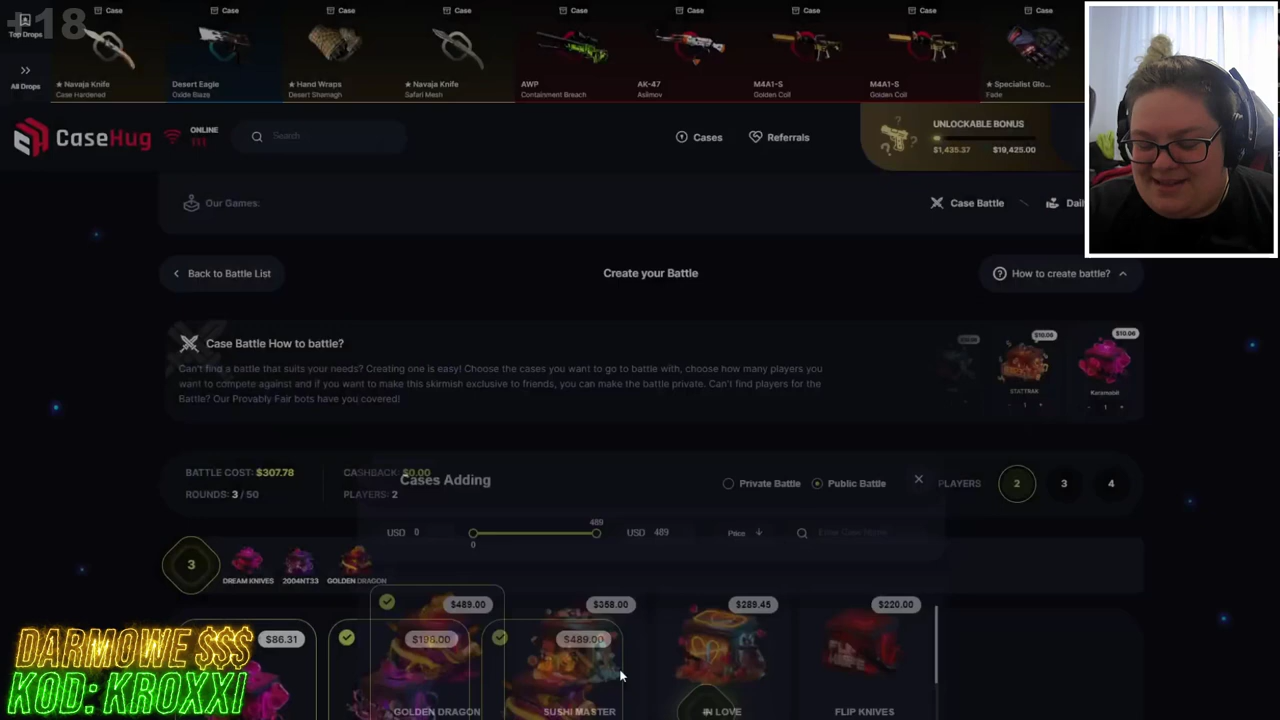 +18
Top Drops
All Drops
Case
Case
Case
Case
Case
Case
Case
Case
Case
★ Navaja Knife
Case Hardened
Desert Eagle
Oxide Blaze
★ Hand Wraps
Desert Shamagh
★ Navaja Knife
Safari Mesh
AWP
Containment Breach
AK-47
Asiimov
M4A1-S
Golden Coil
M4A1-S
Golden Coil
★ Specialist Glo...
Fade
CaseHug
ONLINE
Search
Cases
Referrals
UNLOCKABLE BONUS
$1,435.37
$19,425.00
Our Games:
Case Battle
Back to Battle List
Create your Battle
How to create battle?
Case Battle How to battle?
Can't find a battle that suits your needs? Creating one is easy! Choose the cases you want to go to battle with, choose how many players you
want to compete against and if you want to make this skirmish exclusive to friends, you can make the battle private. Can't find players for the
Battle? Our Provably Fair bots have you covered!
$10.00
STATTRAK
- 1 +
$10.00
- 1 +
BATTLE COST: $307.78
CASHBACK: $0.00
ROUNDS: 3 / 50
PLAYERS: 2
Cases Adding
Private Battle
Public Battle
PLAYERS
2
3
4
USD 0
0
489
USD 489
Price
3
DREAM KNIVES
2004NT33
GOLDEN DRAGON
$86.31
$489.00
$198.00
$358.00
$489.00
$289.45
$220.00
GOLDEN DRAGON
SUSHI MASTER
IN LOVE
FLIP KNIVES
DARMOWE $$$
KOD: KROXXI